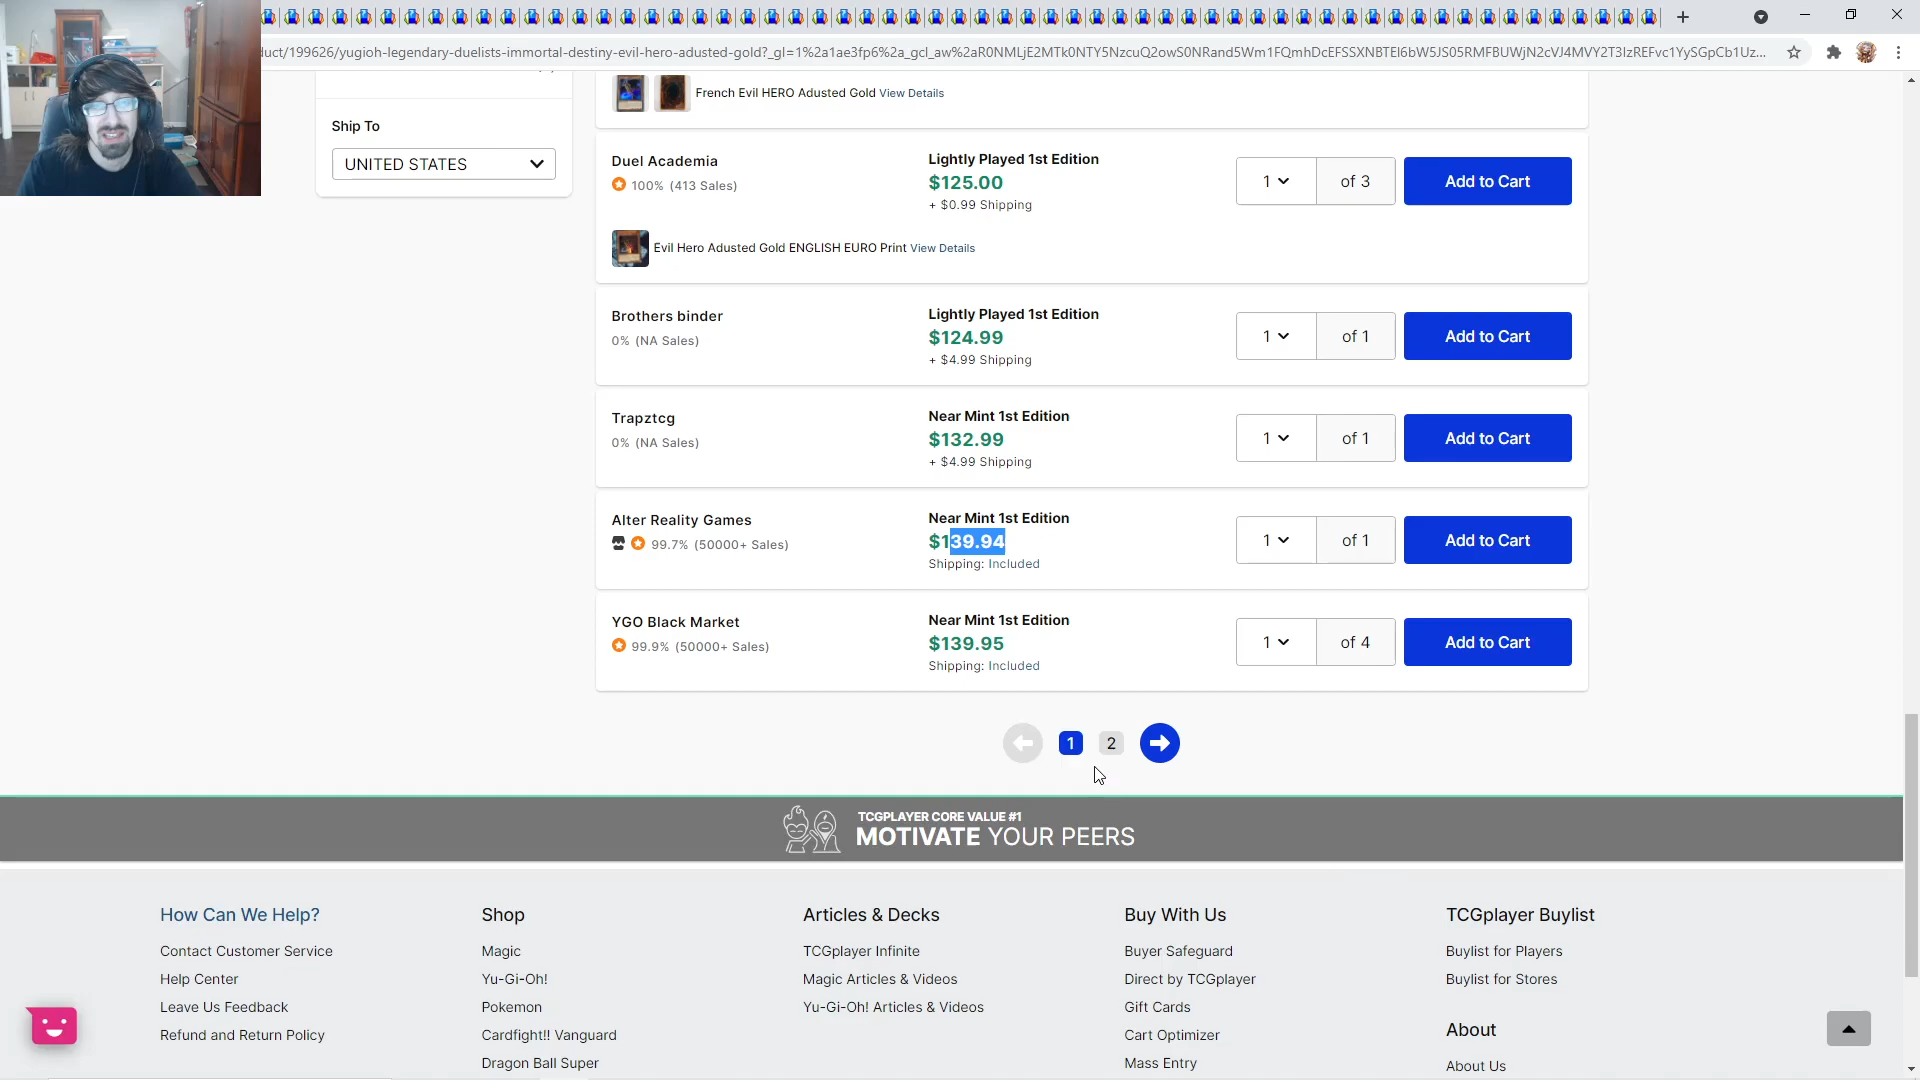 duct/199626/yugioh-legendary-duelists-immortal-destiny-evil-hero-adusted-gold?_gl=1%2a1ae3fp6%2a_gcl_aw%2aR0NMLjE2MTk0NTY5NzcuQ2owS0NRand5Wm1FQmhDcEFSSXNBTEl6bW5JS05RMFBUWjN2cVJ4MVY2T3lzREFvc1YySGpCb1Uz...
Ship To
UNITED STATES
French Evil HERO Adusted Gold View Details
Duel Academia
100% (413 Sales)
Lightly Played 1st Edition
$125.00
+ $0.99 Shipping
1 of 3 Add to Cart
Evil Hero Adusted Gold ENGLISH EURO Print View Details
Brothers binder
0% (NA Sales)
Lightly Played 1st Edition
$124.99
+ $4.99 Shipping
1 of 1 Add to Cart
Trapztcg
0% (NA Sales)
Near Mint 1st Edition
$132.99
+ $4.99 Shipping
1 of 1 Add to Cart
Alter Reality Games
99.7% (50000+ Sales)
Near Mint 1st Edition
$139.94
Shipping: Included
1 of 1 Add to Cart
YGO Black Market
99.9% (50000+ Sales)
Near Mint 1st Edition
$139.95
Shipping: Included
1 of 4 Add to Cart
1 2
TCGPLAYER CORE VALUE #1
MOTIVATE YOUR PEERS
How Can We Help?
Contact Customer Service
Help Center
Leave Us Feedback
Refund and Return Policy
Shop
Magic
Yu-Gi-Oh!
Pokemon
Cardfight!! Vanguard
Dragon Ball Super
Articles & Decks
TCGplayer Infinite
Magic Articles & Videos
Yu-Gi-Oh! Articles & Videos
Buy With Us
Buyer Safeguard
Direct by TCGplayer
Gift Cards
Cart Optimizer
Mass Entry
TCGplayer Buylist
Buylist for Players
Buylist for Stores
About
About Us